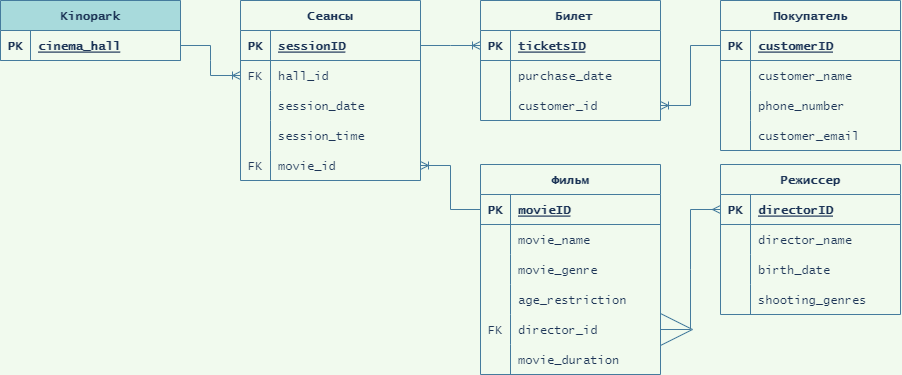 Kinopark
PK cinema_hall
Сеансы
PK sessionID
FK hall_id
session_date
session_time
FK movie_id
Билет
PK ticketsID
purchase_date
customer_id
Покупатель
PK customerID
customer_name
phone_number
customer_email
Фильм
PK movieID
movie_name
movie_genre
age_restriction
FK director_id
movie_duration
Режиссер
PK directorID
director_name
birth_date
shooting_genres